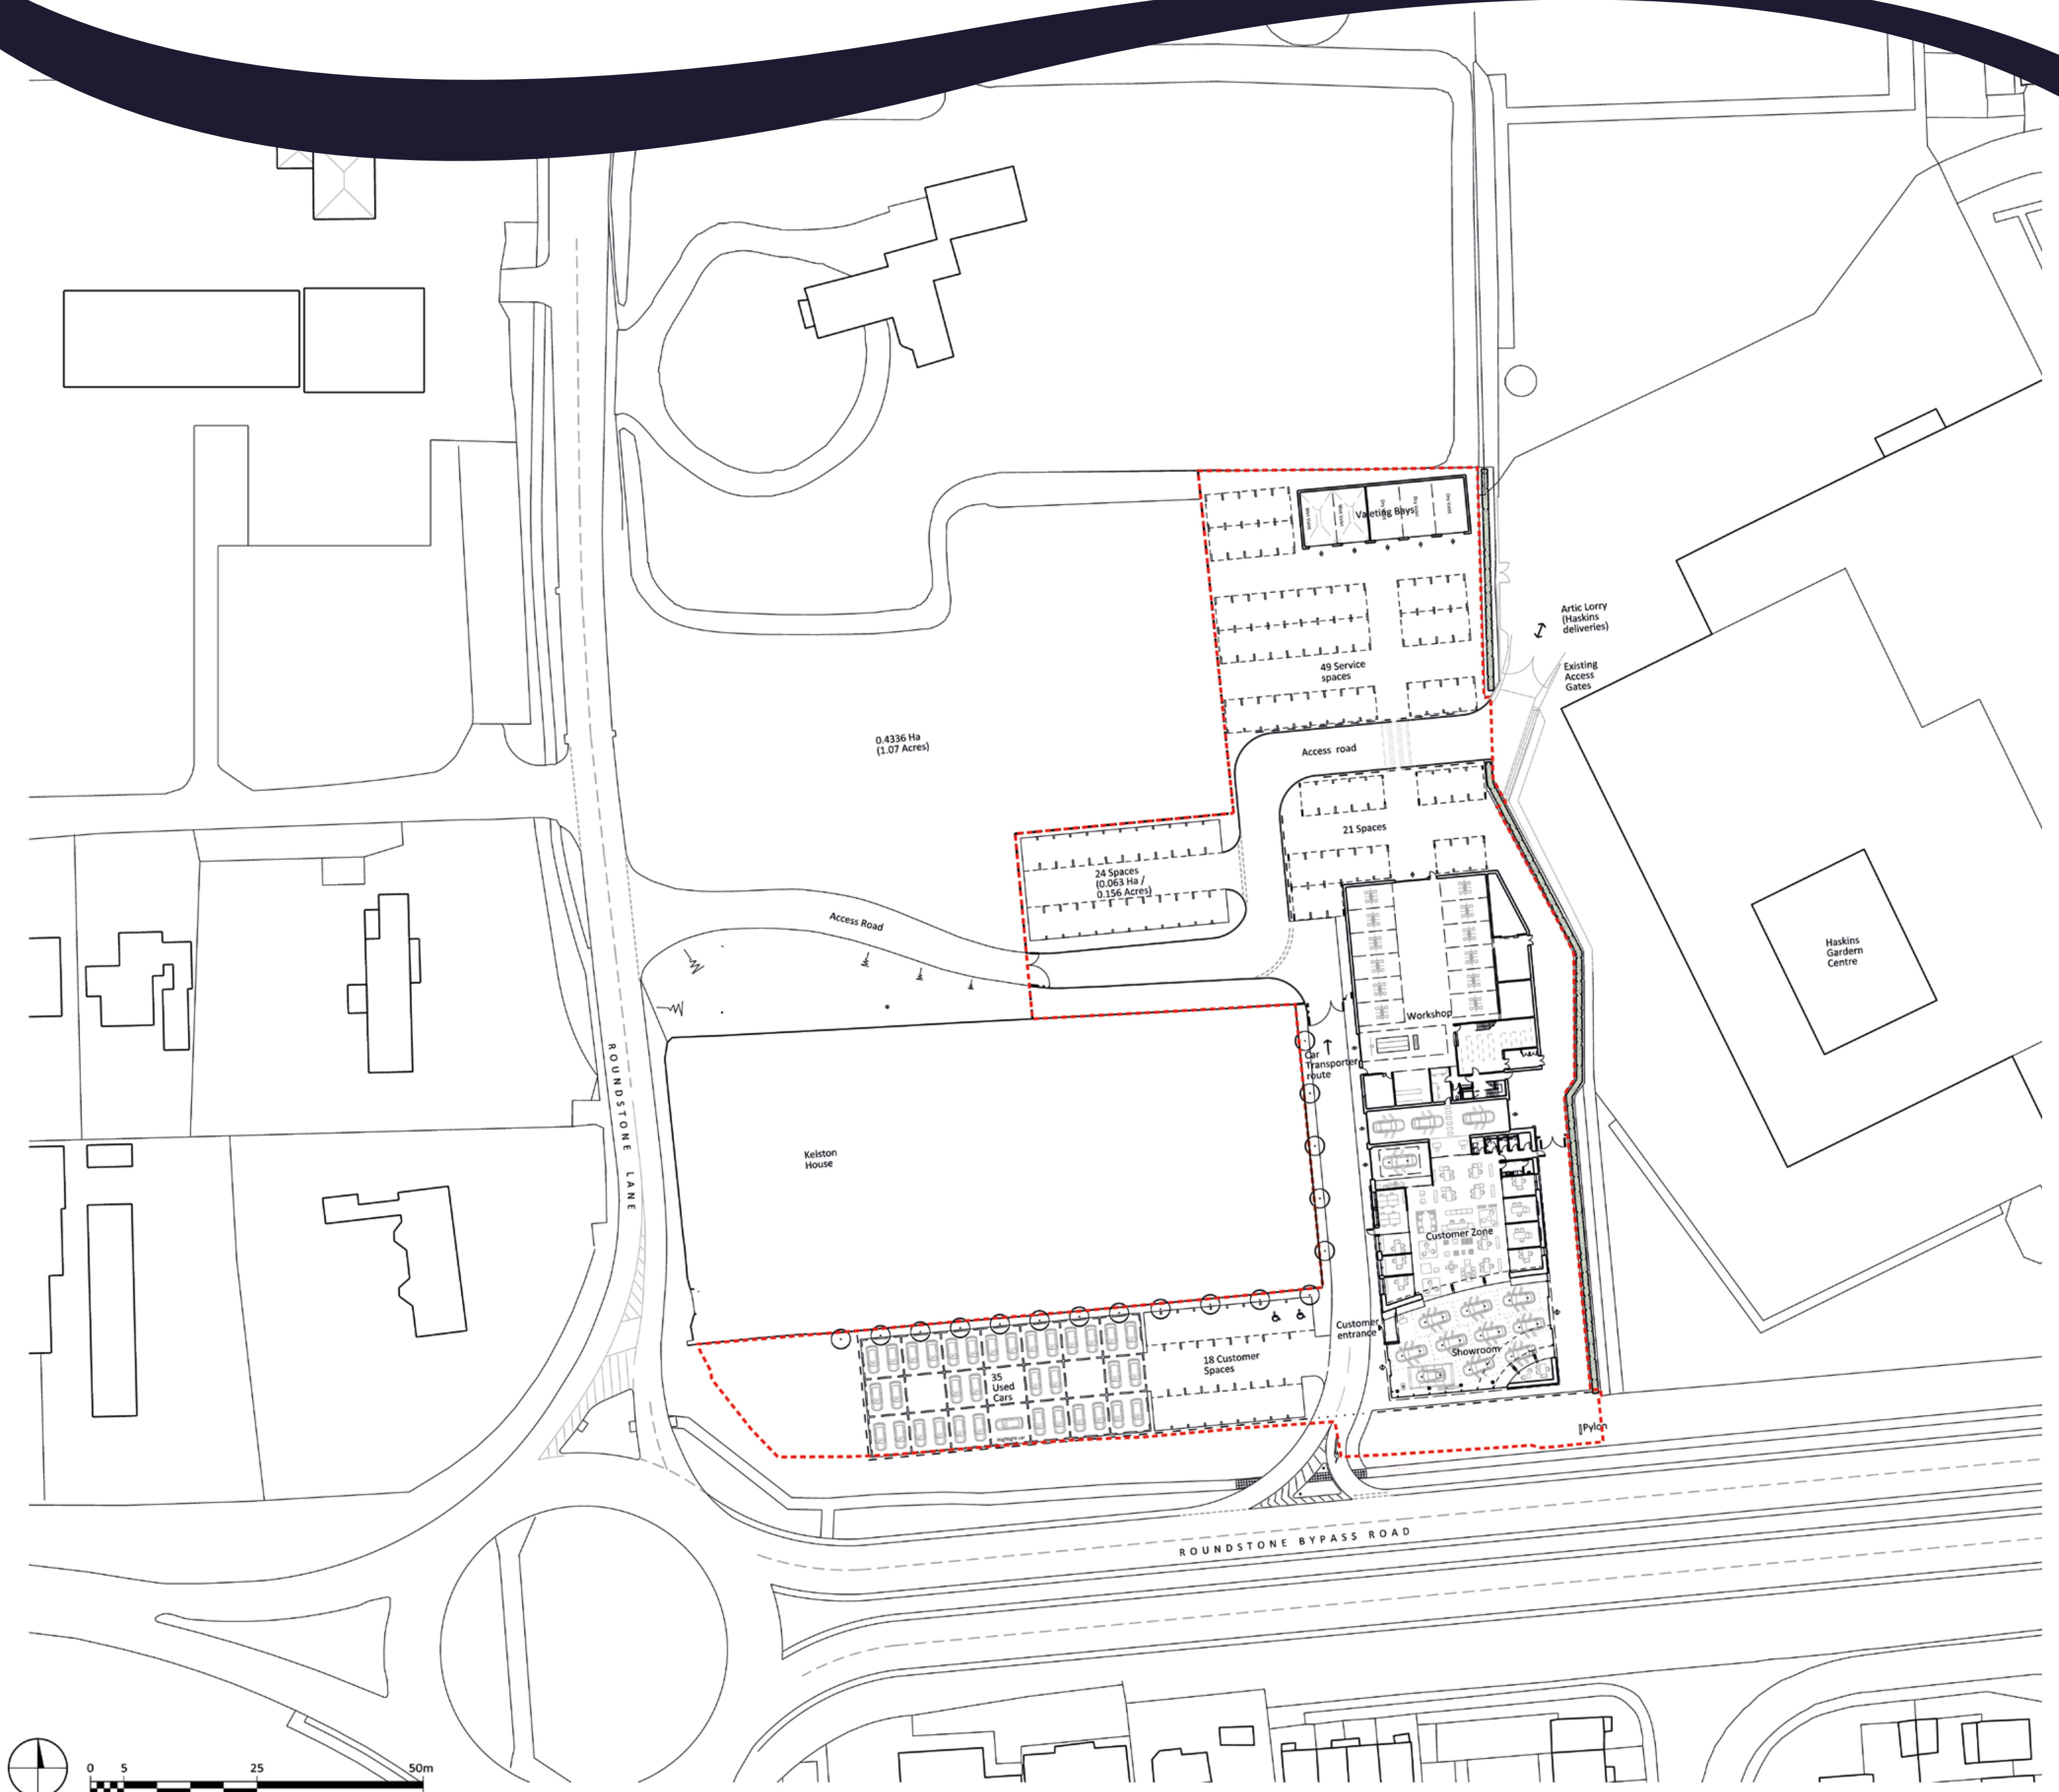 Valeting Bays
Artic Lorry
(Haskins
deliveries)
Existing
Access
Gates
49 Service
spaces
0.4336 Ha
(1.07 Acres)
Access road
21 Spaces
24 Spaces
(0.063 Ha /
0.156 Acres)
Access Road
Haskins
Gardern
Centre
Workshop
Car
Transporter
route
ROUNDSTONE LANE
Kelston
House
Customer Zone
Customer
entrance
Showroom
18 Customer
Spaces
35
Used
Cars
Pylon
ROUNDSTONE BYPASS ROAD
0 5 25 50m